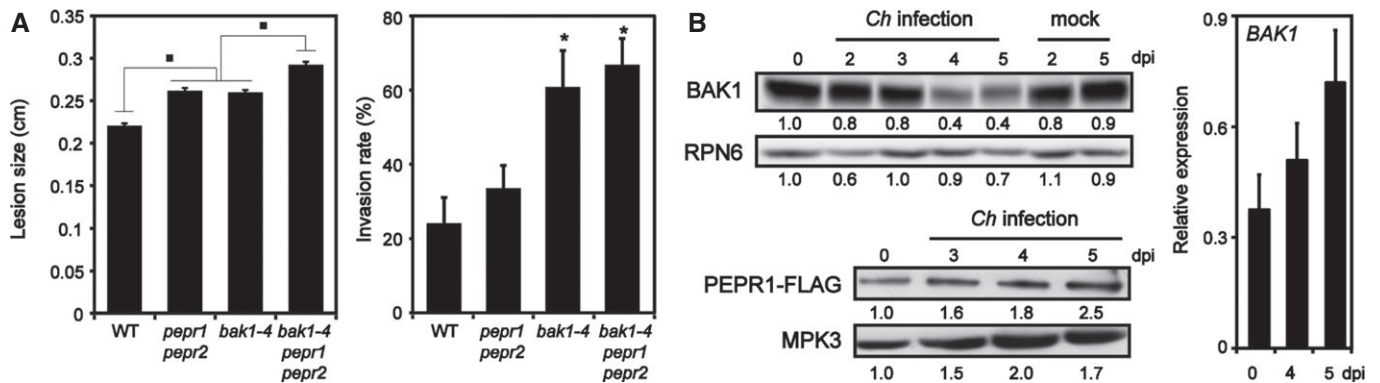 A
Lesion size (cm)
0.35
0.3
0.25
0.2
0.15
0.1
0.05
0
WT
pepr1
pepr2
bak1-4
bak1-4
pepr1
pepr2
Invasion rate (%)
80
60
40
20
0
*
*
WT
pepr1
pepr2
bak1-4
bak1-4
pepr1
pepr2
B
Ch infection mock
0 2 3 4 5 2 5 dpi
BAK1
1.0 0.8 0.8 0.4 0.4 0.8 0.9
RPN6
1.0 0.6 1.0 0.9 0.7 1.1 0.9
Ch infection
0 3 4 5 dpi
PEPR1-FLAG
1.0 1.6 1.8 2.5
MPK3
1.0 1.5 2.0 1.7
BAK1
Relative expression
0.9
0.6
0.3
0
0 4 5 dpi